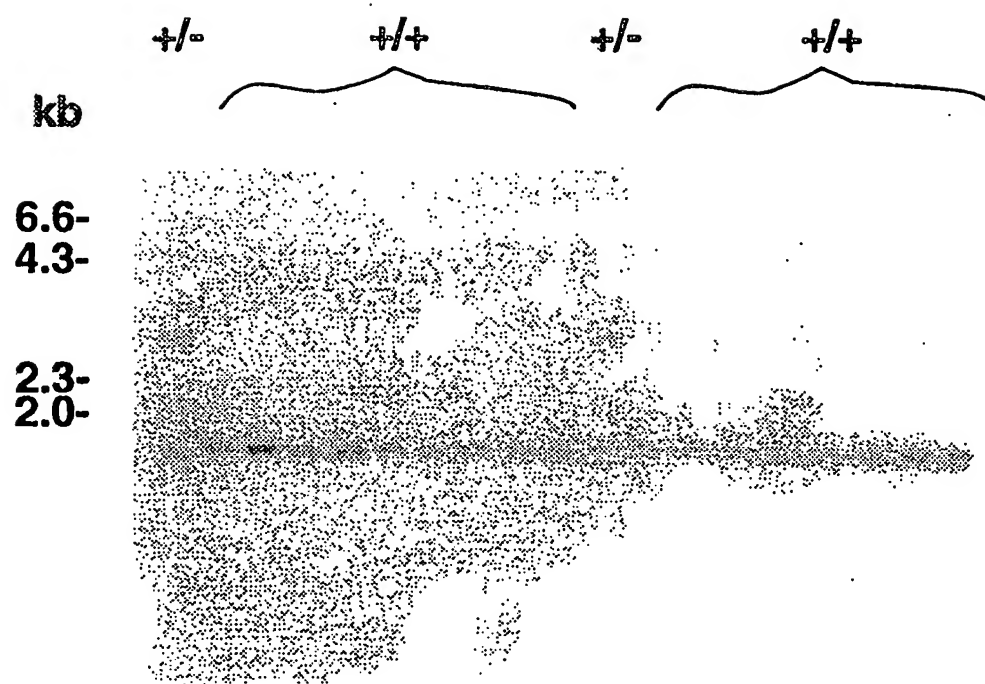 +/- +/+ +/- +/+
kb
6.6-
4.3-
2.3-
2.0-